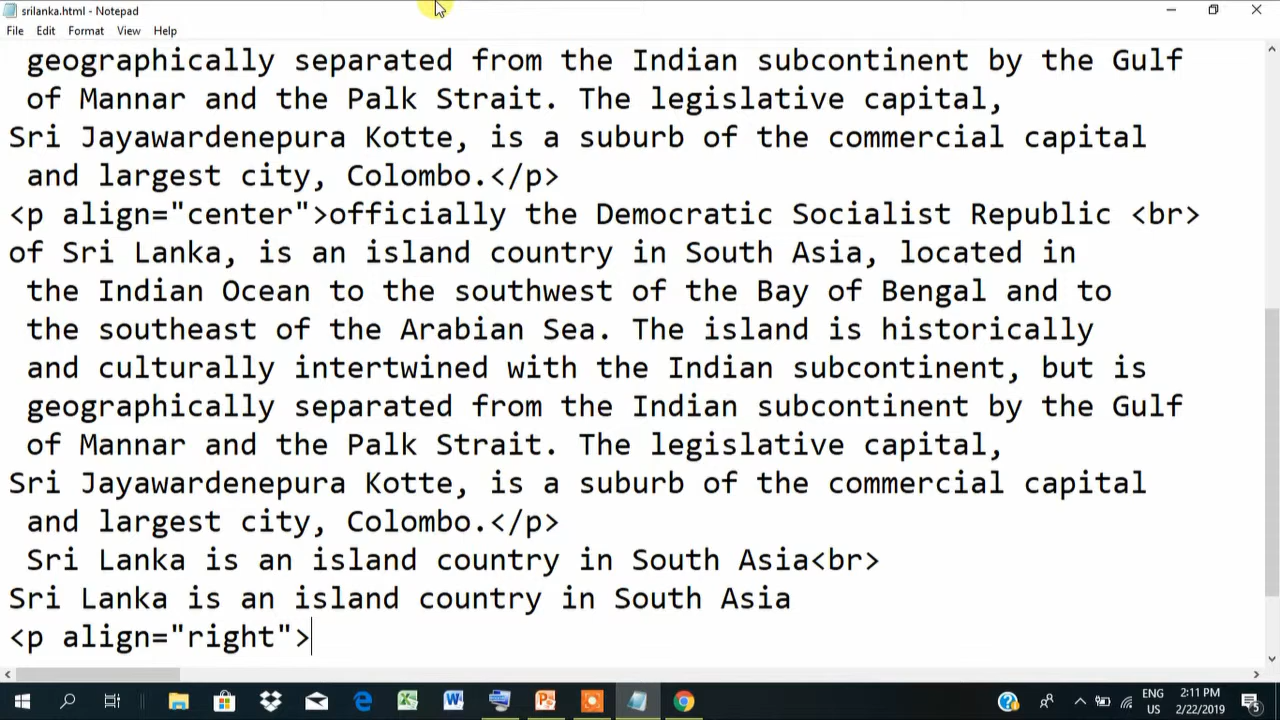 srilanka.html - Notepad
File Edit Format View Help
geographically separated from the Indian subcontinent by the Gulf
of Mannar and the Palk Strait. The legislative capital,
Sri Jayawardenepura Kotte, is a suburb of the commercial capital
and largest city, Colombo.</p>
<p align="center">officially the Democratic Socialist Republic <br>
of Sri Lanka, is an island country in South Asia, located in
the Indian Ocean to the southwest of the Bay of Bengal and to
the southeast of the Arabian Sea. The island is historically
and culturally intertwined with the Indian subcontinent, but is
geographically separated from the Indian subcontinent by the Gulf
of Mannar and the Palk Strait. The legislative capital,
Sri Jayawardenepura Kotte, is a suburb of the commercial capital
and largest city, Colombo.</p>
Sri Lanka is an island country in South Asia<br>
Sri Lanka is an island country in South Asia
<p align="right">
ENG 2:11 PM
US 2/22/2019 5